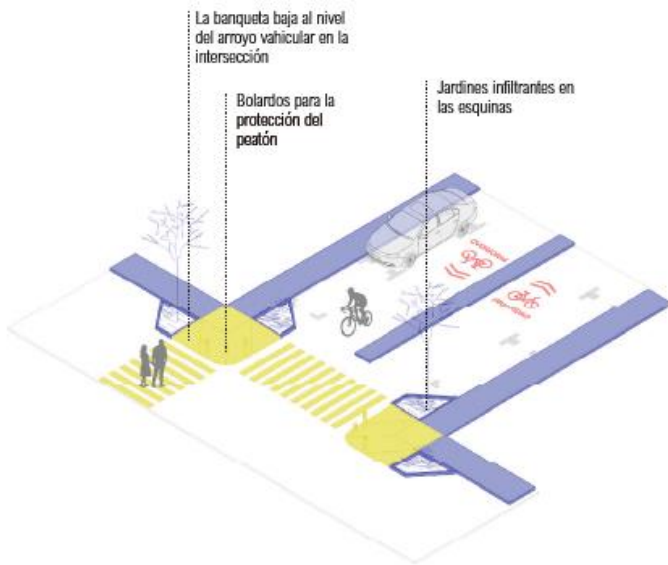 La banqueta baja al nivel
del arroyo vehicular en la
intersección
Bolardos para la
protección del
peatón
Jardines infiltrantes en
las esquinas